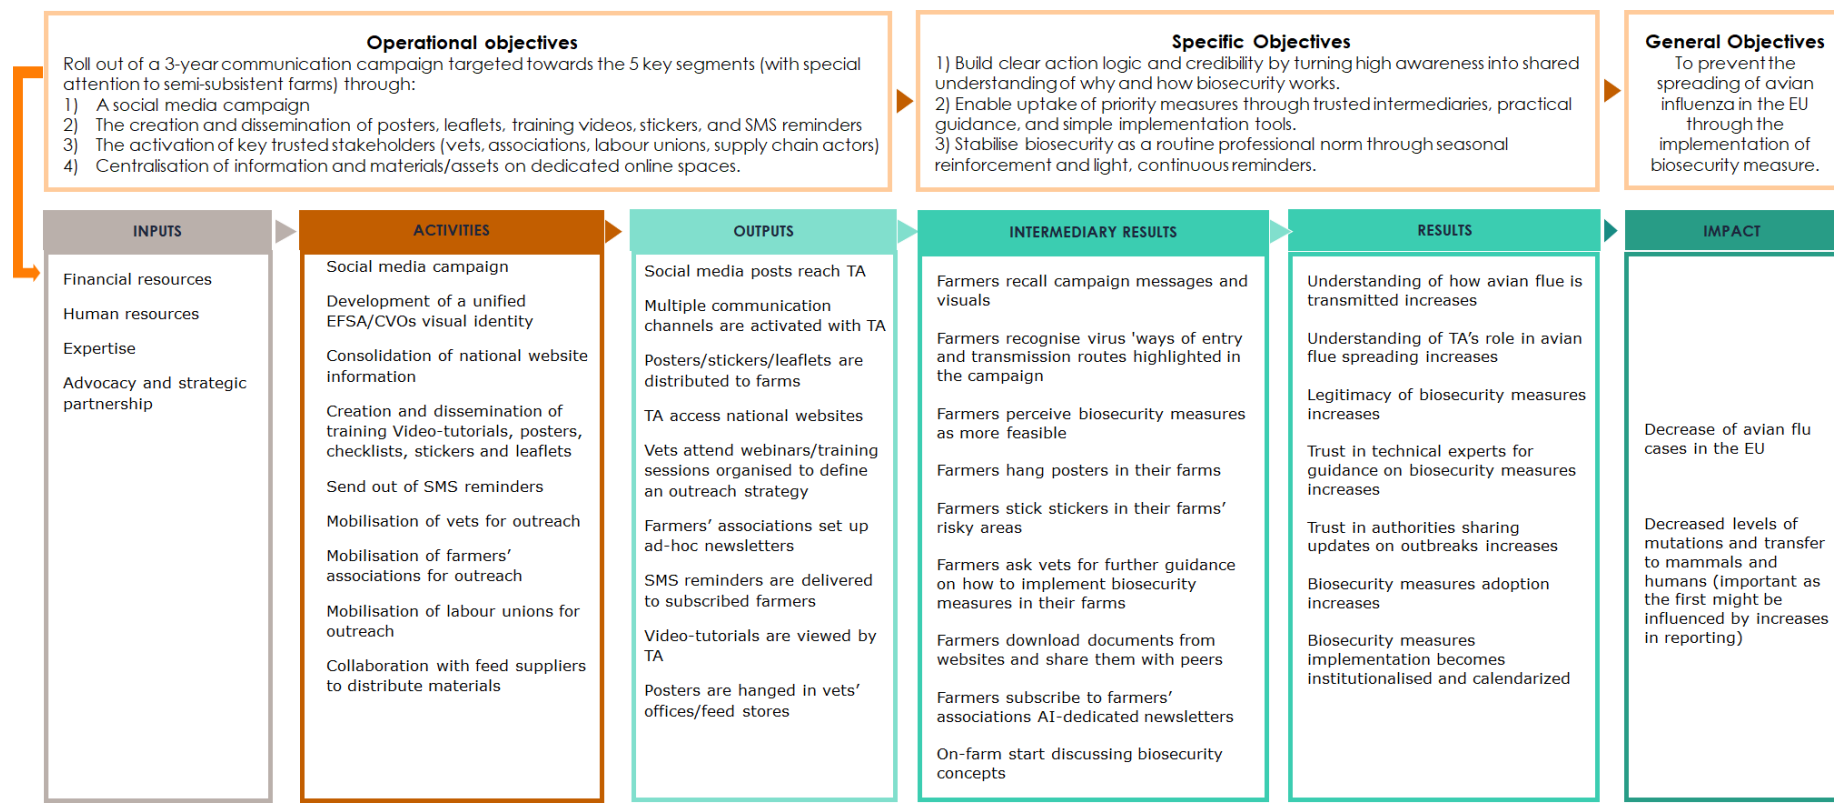 Operational objectives
Roll out of a 3-year communication campaign targeted towards the 5 key segments (with special
attention to semi-subsistent farms) through:
1) A social media campaign
2) The creation and dissemination of posters, leaflets, training videos, stickers, and SMS reminders
3) The activation of key trusted stakeholders (vets, associations, labour unions, supply chain actors)
4) Centralisation of information and materials/assets on dedicated online spaces.
Specific Objectives
1) Build clear action logic and credibility by turning high awareness into shared
understanding of why and how biosecurity works.
2) Enable uptake of priority measures through trusted intermediaries, practical
guidance, and simple implementation tools.
3) Stabilise biosecurity as a routine professional norm through seasonal
reinforcement and light, continuous reminders.
General Objectives
To prevent the
spreading of avian
influenza in the EU
through the
implementation of
biosecurity measure.
INPUTS
Financial resources
Human resources
Expertise
Advocacy and strategic
partnership
ACTIVITIES
Social media campaign
Development of a unified
EFSA/CVOs visual identity
Consolidation of national website
information
Creation and dissemination of
training Video-tutorials, posters,
checklists, stickers and leaflets
Send out of SMS reminders
Mobilisation of vets for outreach
Mobilisation of farmers’
associations for outreach
Mobilisation of labour unions for
outreach
Collaboration with feed suppliers
to distribute materials
OUTPUTS
Social media posts reach TA
Multiple communication
channels are activated with TA
Posters/stickers/leaflets are
distributed to farms
TA access national websites
Vets attend webinars/training
sessions organised to define
an outreach strategy
Farmers’ associations set up
ad-hoc newsletters
SMS reminders are delivered
to subscribed farmers
Video-tutorials are viewed by
TA
Posters are hanged in vets’
offices/feed stores
INTERMEDIARY RESULTS
Farmers recall campaign messages and
visuals
Farmers recognise virus 'ways of entry
and transmission routes highlighted in
the campaign
Farmers perceive biosecurity measures
as more feasible
Farmers hang posters in their farms
Farmers stick stickers in their farms’
risky areas
Farmers ask vets for further guidance
on how to implement biosecurity
measures in their farms
Farmers download documents from
websites and share them with peers
Farmers subscribe to farmers’
associations AI-dedicated newsletters
On-farm start discussing biosecurity
concepts
RESULTS
Understanding of how avian flue is
transmitted increases
Understanding of TA’s role in avian
flue spreading increases
Legitimacy of biosecurity measures
increases
Trust in technical experts for
guidance on biosecurity measures
increases
Trust in authorities sharing
updates on outbreaks increases
Biosecurity measures adoption
increases
Biosecurity measures
implementation becomes
institutionalised and calendarized
IMPACT
Decrease of avian flu
cases in the EU
Decreased levels of
mutations and transfer
to mammals and
humans (important as
the first might be
influenced by increases
in reporting)